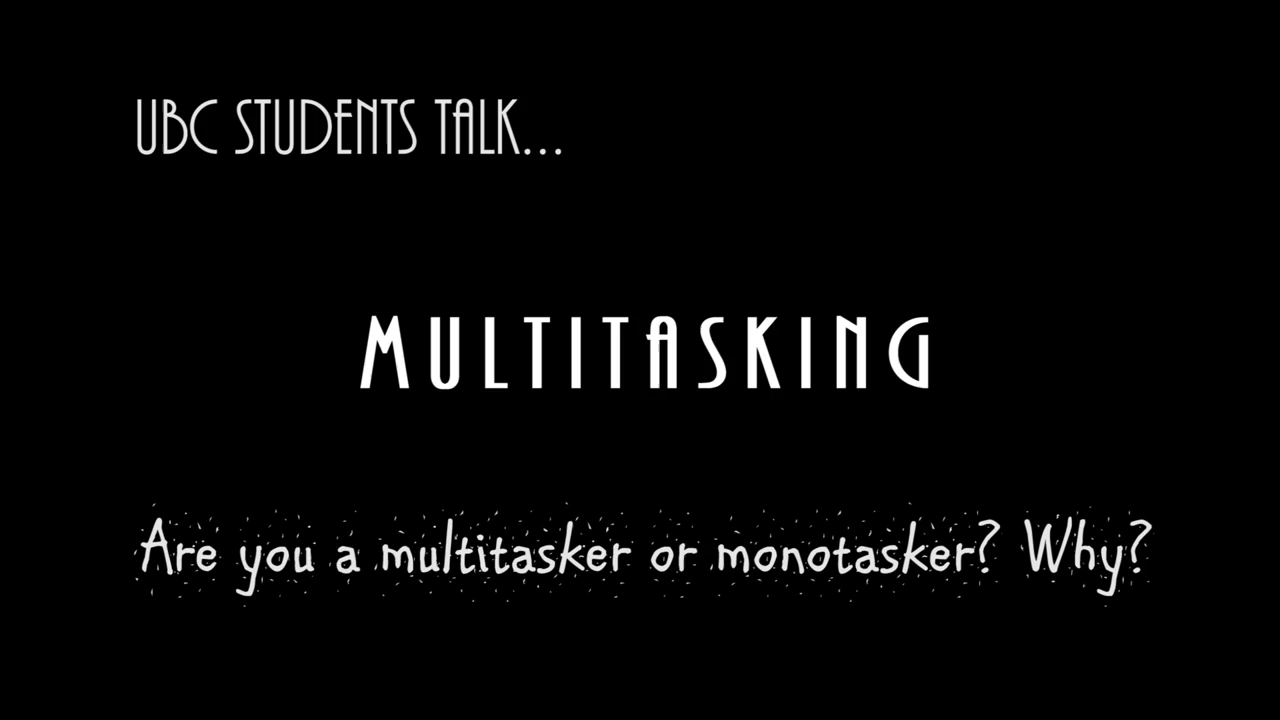 UBC STUDENTS TALK...
MULTITASKING
Are you a multitasker or monotasker? Why?